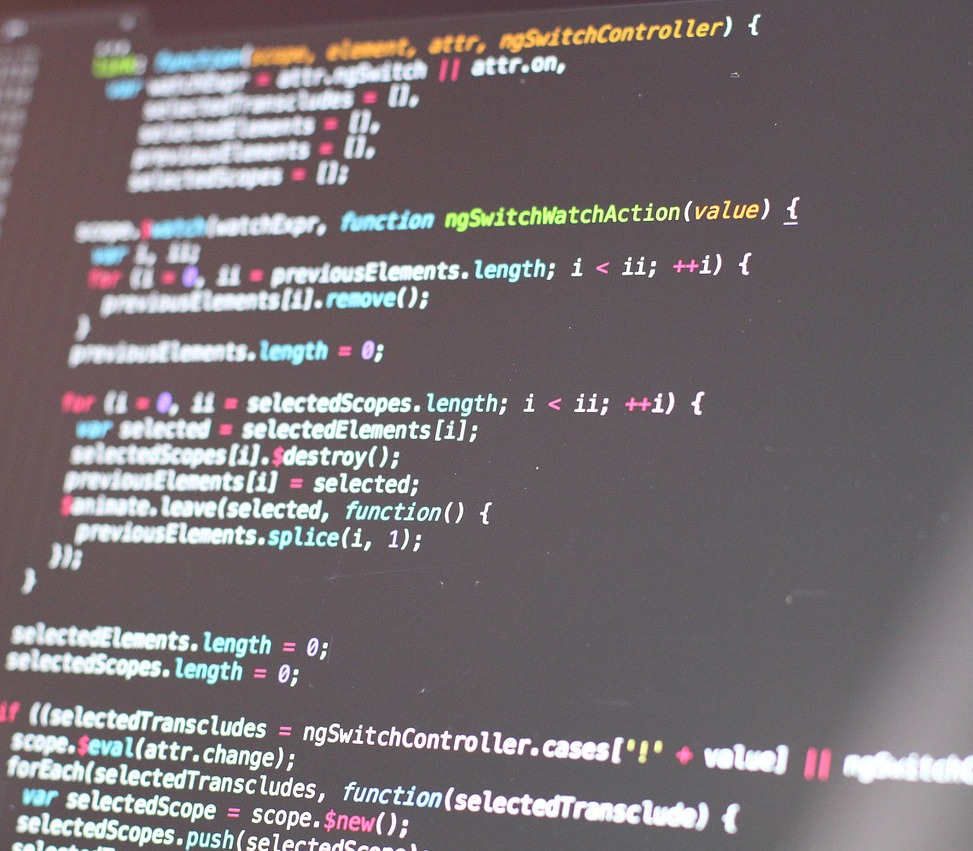 link: function(scope, element, attr, ngSwitchController) {
var watchExpr = attr.ngSwitch || attr.on,
selectedTranscludes = [],
selectedElements = [],
previousElements = [],
selectedScopes = [];
scope.$watch(watchExpr, function ngSwitchWatchAction(value) {
var i, ii;
for (i = 0, ii = previousElements.length; i < ii; ++i) {
previousElements[i].remove();
}
previousElements.length = 0;
for (i = 0, ii = selectedScopes.length; i < ii; ++i) {
var selected = selectedElements[i];
selectedScopes[i].$destroy();
previousElements[i] = selected;
$animate.leave(selected, function() {
previousElements.splice(i, 1);
});
}
selectedElements.length = 0;
selectedScopes.length = 0;
if ((selectedTranscludes = ngSwitchController.cases['!' + value] || ngSwitchC
scope.$eval(attr.change);
forEach(selectedTranscludes, function(selectedTransclude) {
var selectedScope = scope.$new();
selectedScopes.push(selectedScope)